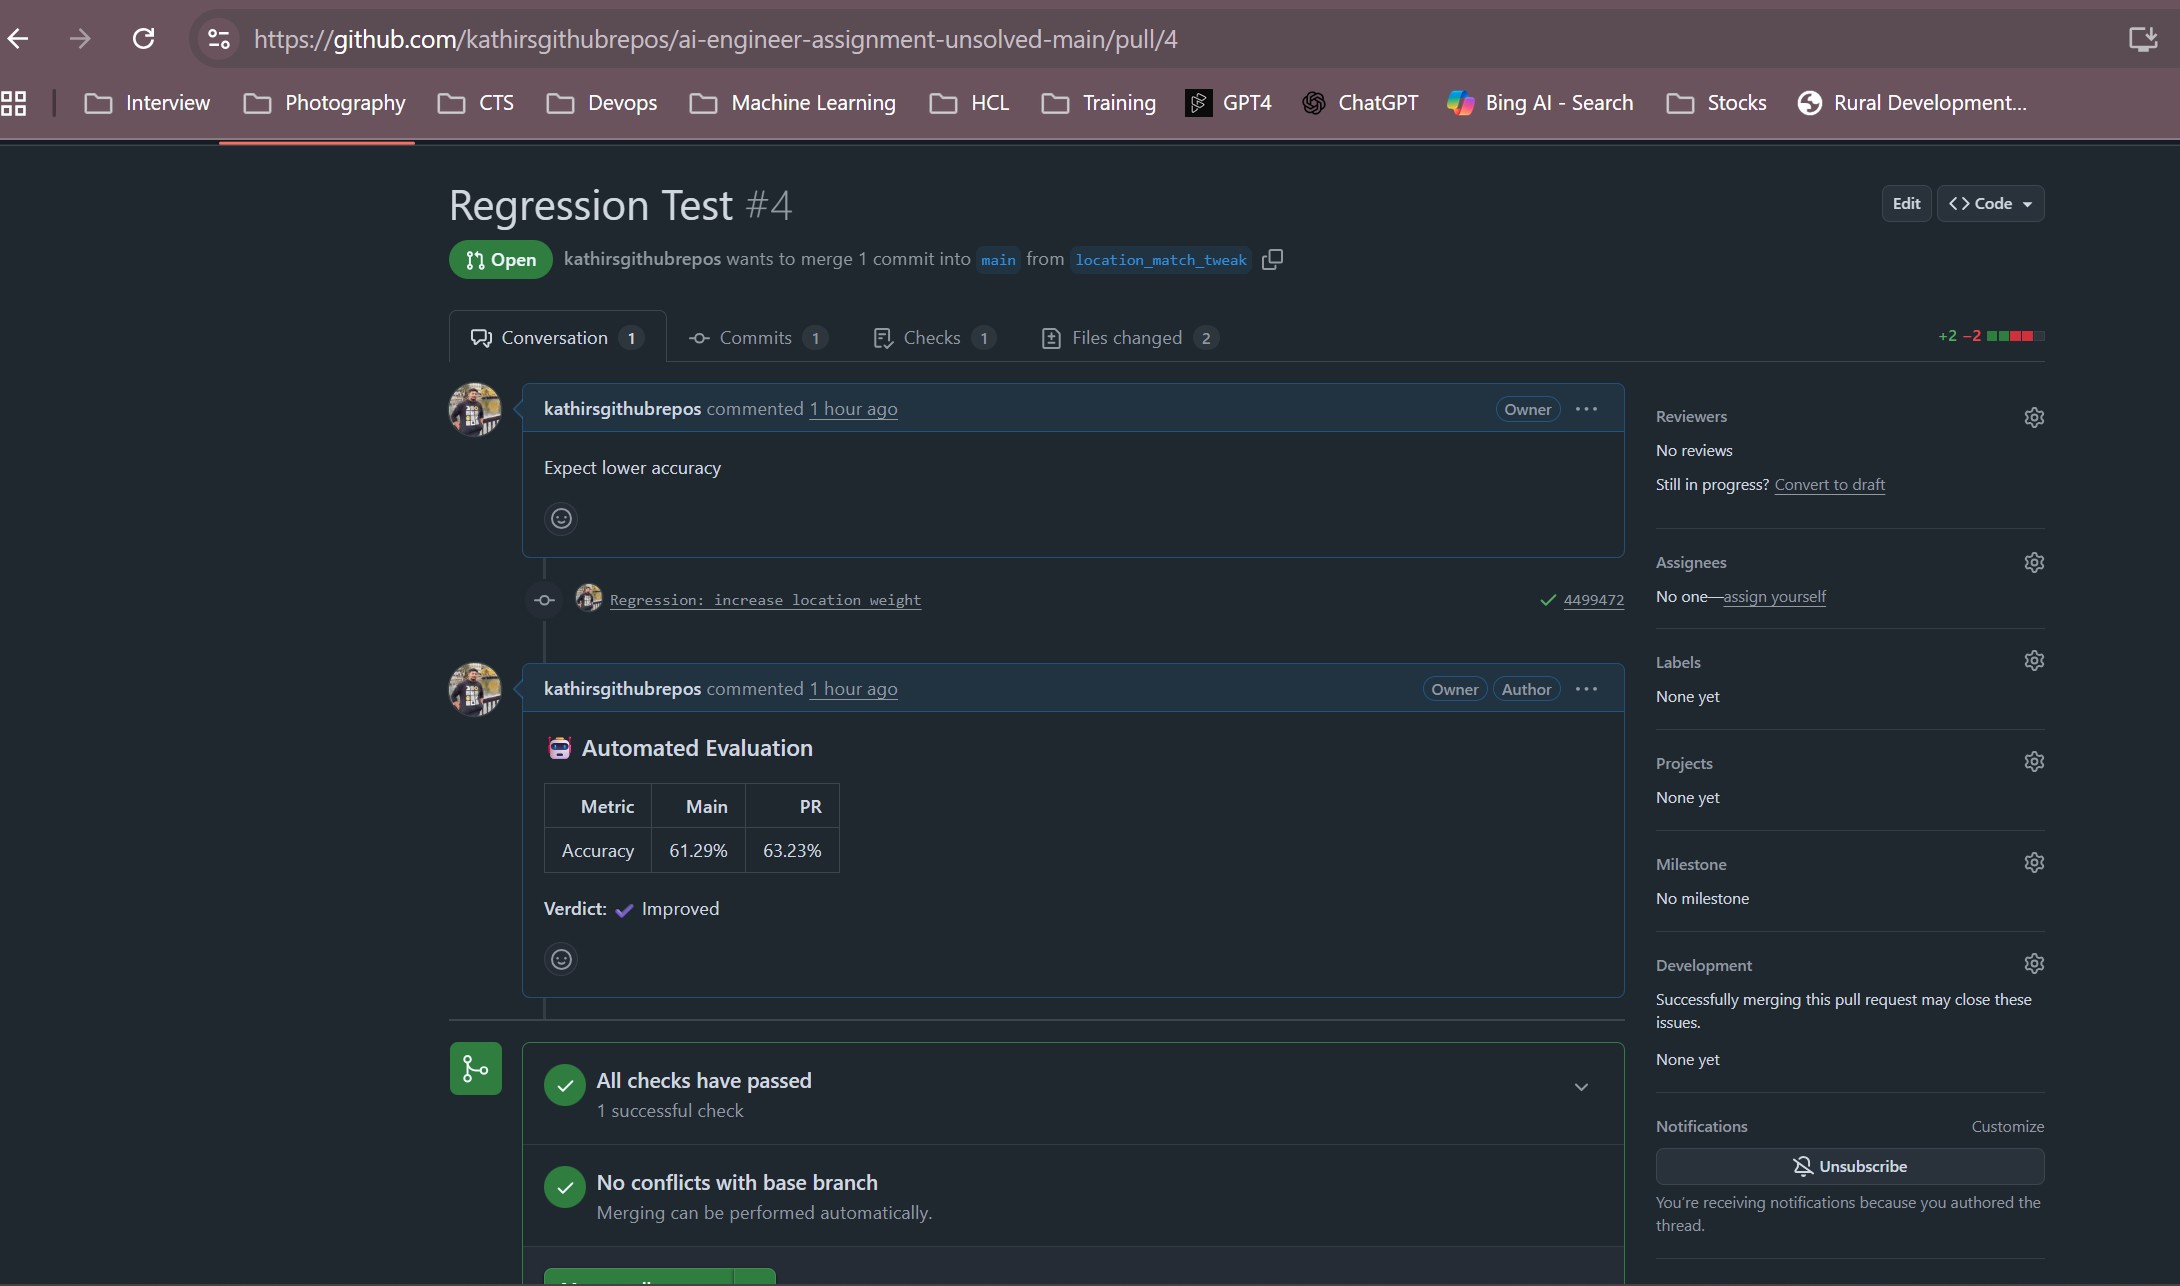 https://github.com/kathirsgithubrepos/ai-engineer-assignment-unsolved-main/pull/4
Interview Photography CTS Devops Machine Learning HCL Training GPT4 ChatGPT Bing AI - Search Stocks Rural Development...
Regression Test #4
Edit <> Code
Open kathirsgithubrepos wants to merge 1 commit into main from location_match_tweak
Conversation 1 Commits 1 Checks 1 Files changed 2
+2 −2
kathirsgithubrepos commented 1 hour ago
Owner ...
Expect lower accuracy
Regression: increase location weight
4499472
kathirsgithubrepos commented 1 hour ago
Owner Author ...
Automated Evaluation
Metric Main PR
Accuracy 61.29% 63.23%
Verdict: ✔ Improved
All checks have passed
1 successful check
No conflicts with base branch
Merging can be performed automatically.
Reviewers
No reviews
Still in progress? Convert to draft
Assignees
No one—assign yourself
Labels
None yet
Projects
None yet
Milestone
No milestone
Development
Successfully merging this pull request may close these
issues.
None yet
Notifications Customize
Unsubscribe
You're receiving notifications because you authored the
thread.